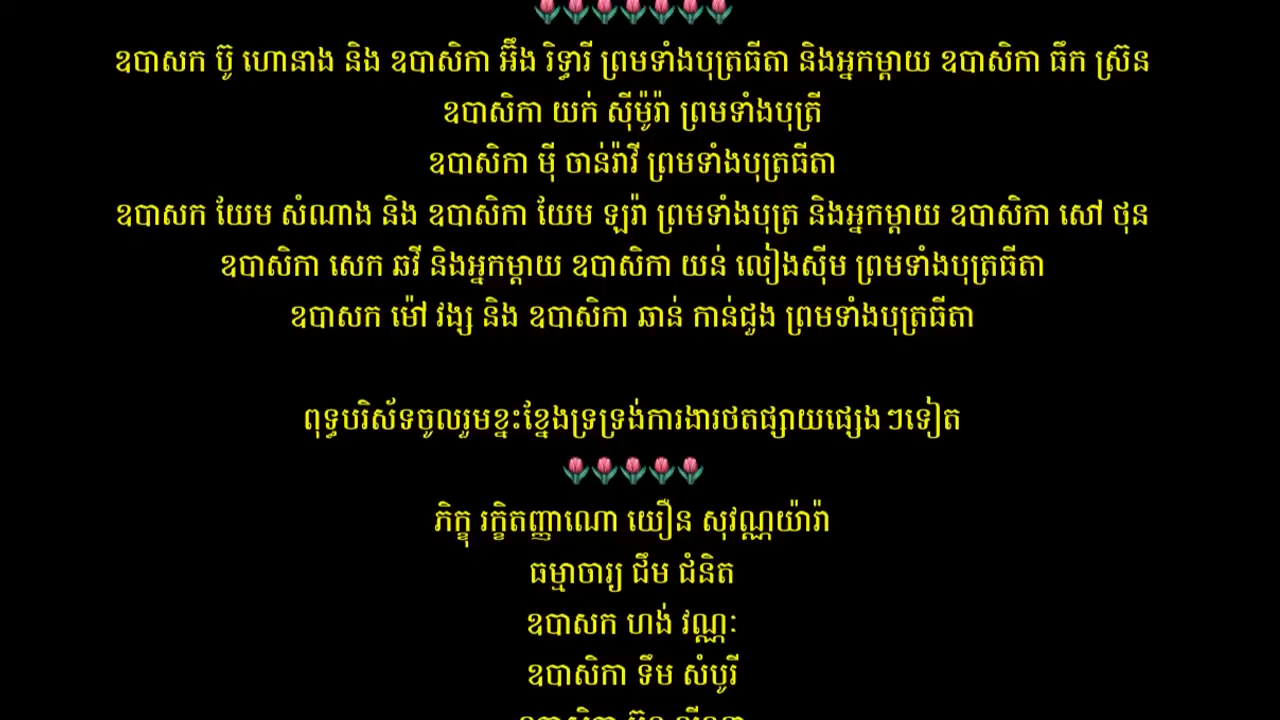 🌷🌷🌷🌷🌷🌷🌷
ឧបាសក ប៊ូ ហោនាង និង ឧបាសិកា អ៊ឹង រិទ្ធារី ព្រមទាំងបុត្រធីតា និងអ្នកម្តាយ ឧបាសិកា ធឹក ស្រ៊ន
ឧបាសិកា យក់ ស៊ីម៉ូរ៉ា ព្រមទាំងបុត្រី
ឧបាសិកា ម៉ី ចាន់រ៉ាវី ព្រមទាំងបុត្រធីតា
ឧបាសក យែម សំណាង និង ឧបាសិកា យែម ឡរ៉ា ព្រមទាំងបុត្រ និងអ្នកម្តាយ ឧបាសិកា សៅ ថុន
ឧបាសិកា សេក ឆវី និងអ្នកម្តាយ ឧបាសិកា យន់ លៀងស៊ីម ព្រមទាំងបុត្រធីតា
ឧបាសក ម៉ៅ វង្ស និង ឧបាសិកា ឆាន់ កាន់ជួង ព្រមទាំងបុត្រធីតា
ពុទ្ធបរិស័ទចូលរួមខ្នះខ្នែងទ្រទ្រង់ការងារថតផ្សាយផ្សេងៗទៀត
🌷🌷🌷🌷🌷
ភិក្ខុ រក្ខិតញ្ញាណោ យឿន សុវណ្ណយ៉ារ៉ា
ធម្មាចារ្យ ជឹម ជំនិត
ឧបាសក ហង់ វណ្ណៈ
ឧបាសិកា ទឹម សំបូរី